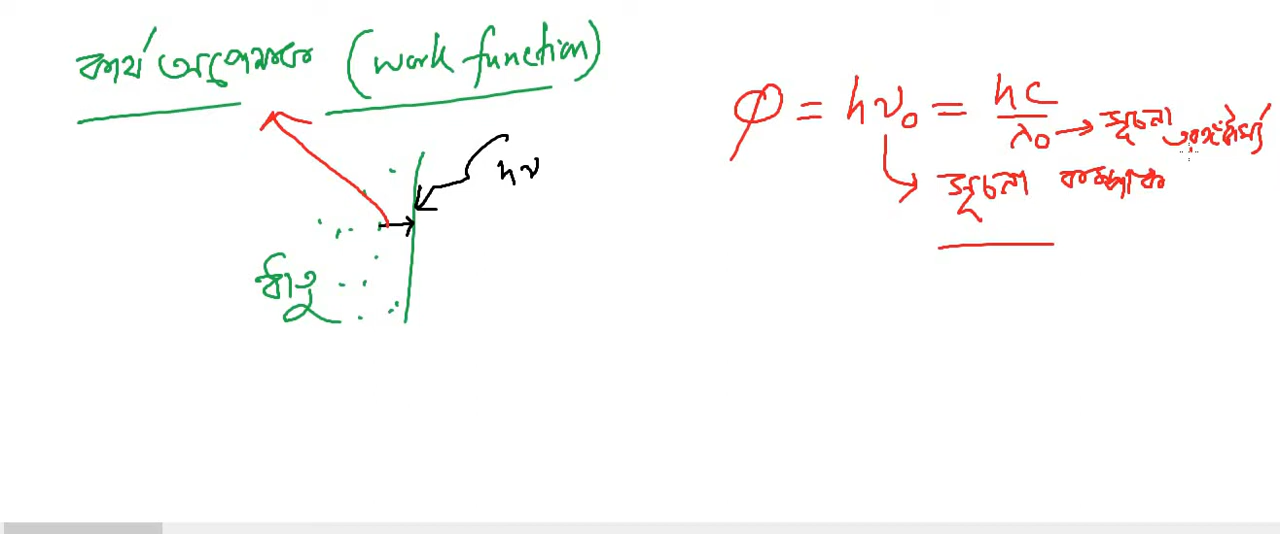 কার্য অপেক্ষক (work function)
φ = hν₀ = hc/λ₀ → সূচনা তরঙ্গদৈর্ঘ্য
সূচনা কম্পাঙ্ক
hν
ধাতু